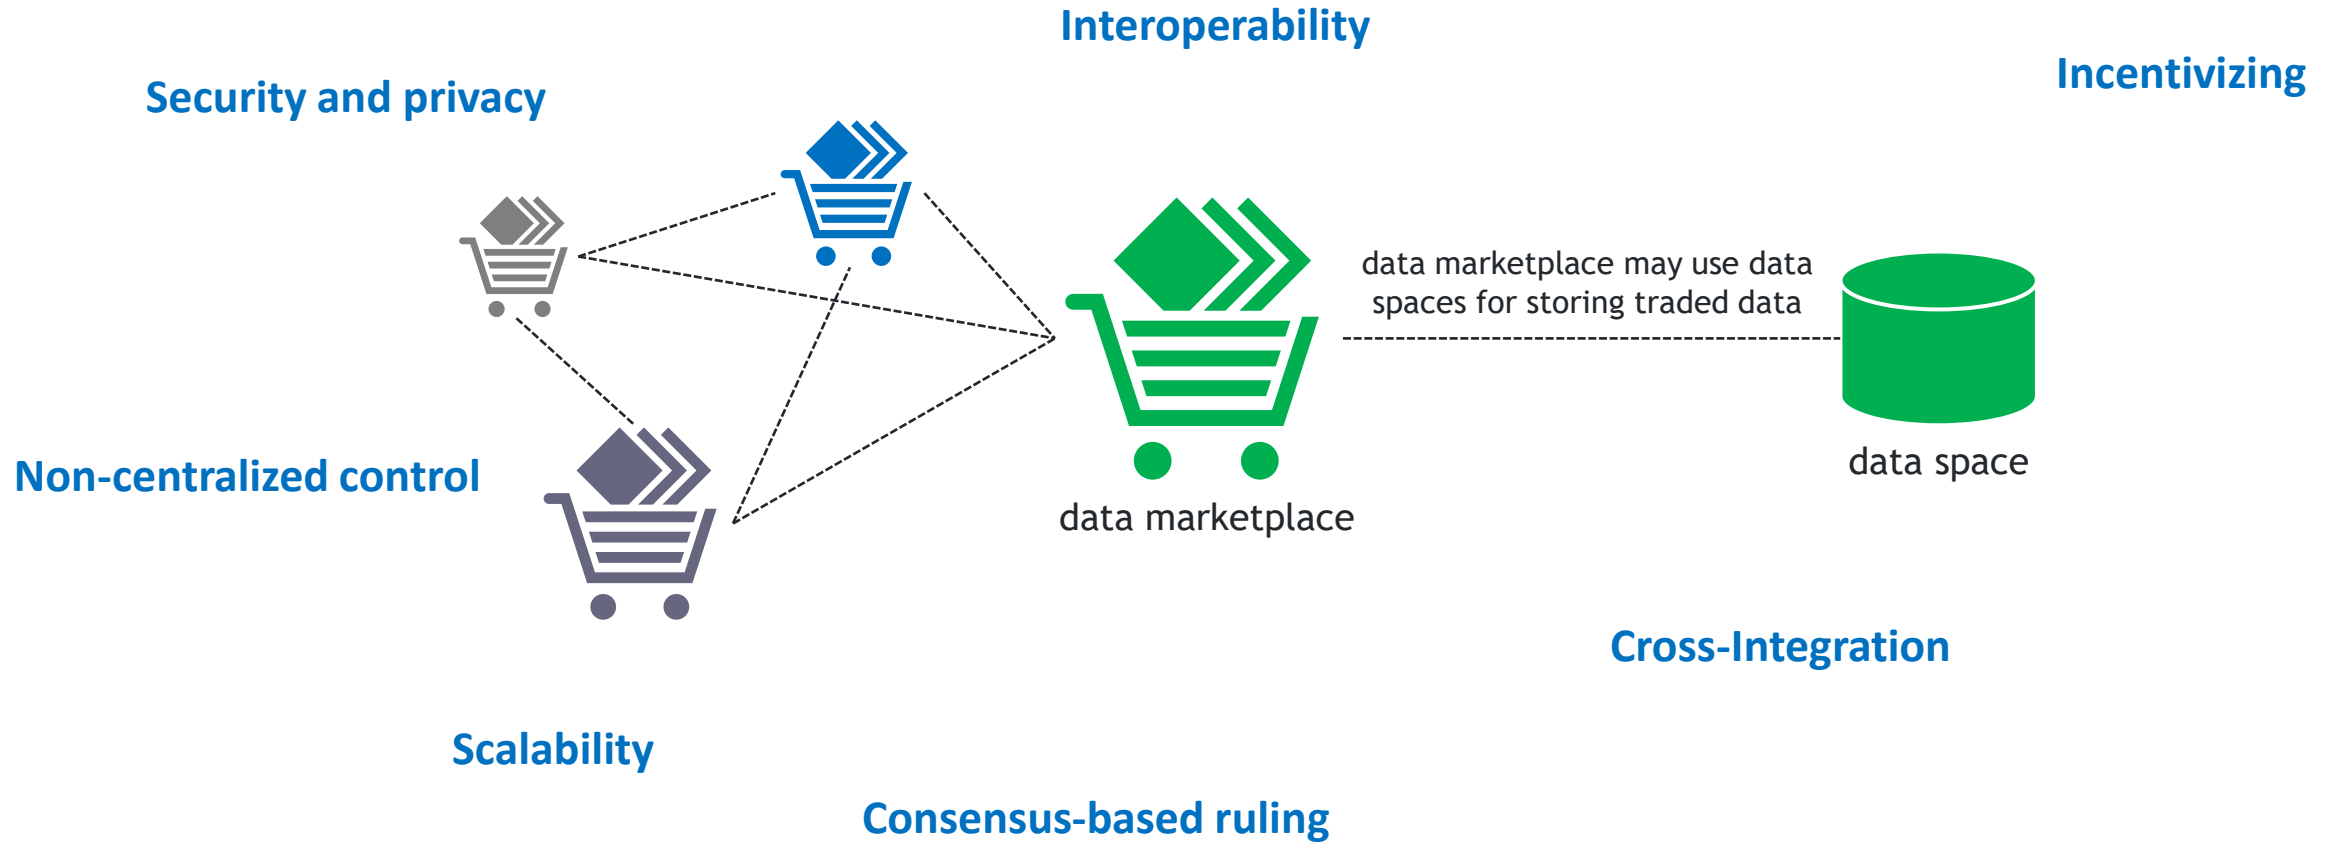 Interoperability
Incentivizing
Security and privacy
data marketplace may use data
spaces for storing traded data
Non-centralized control
data space
data marketplace
Cross-Integration
Scalability
Consensus-based ruling